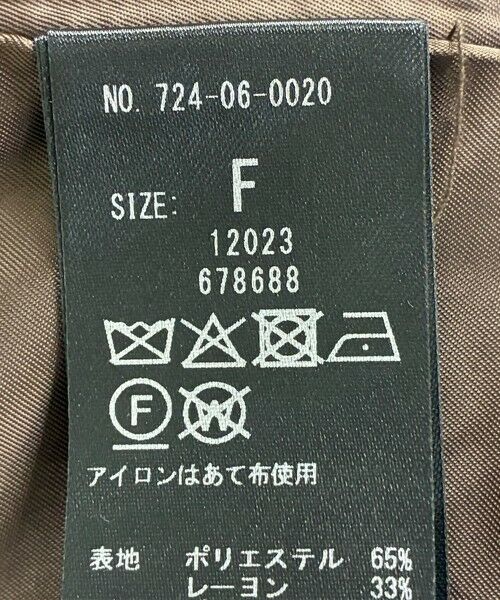 NO. 724-06-0020
SIZE: F
12023
678688
F W
アイロンはあて布使用
表地 ポリエステル 65%
レーヨン 33%